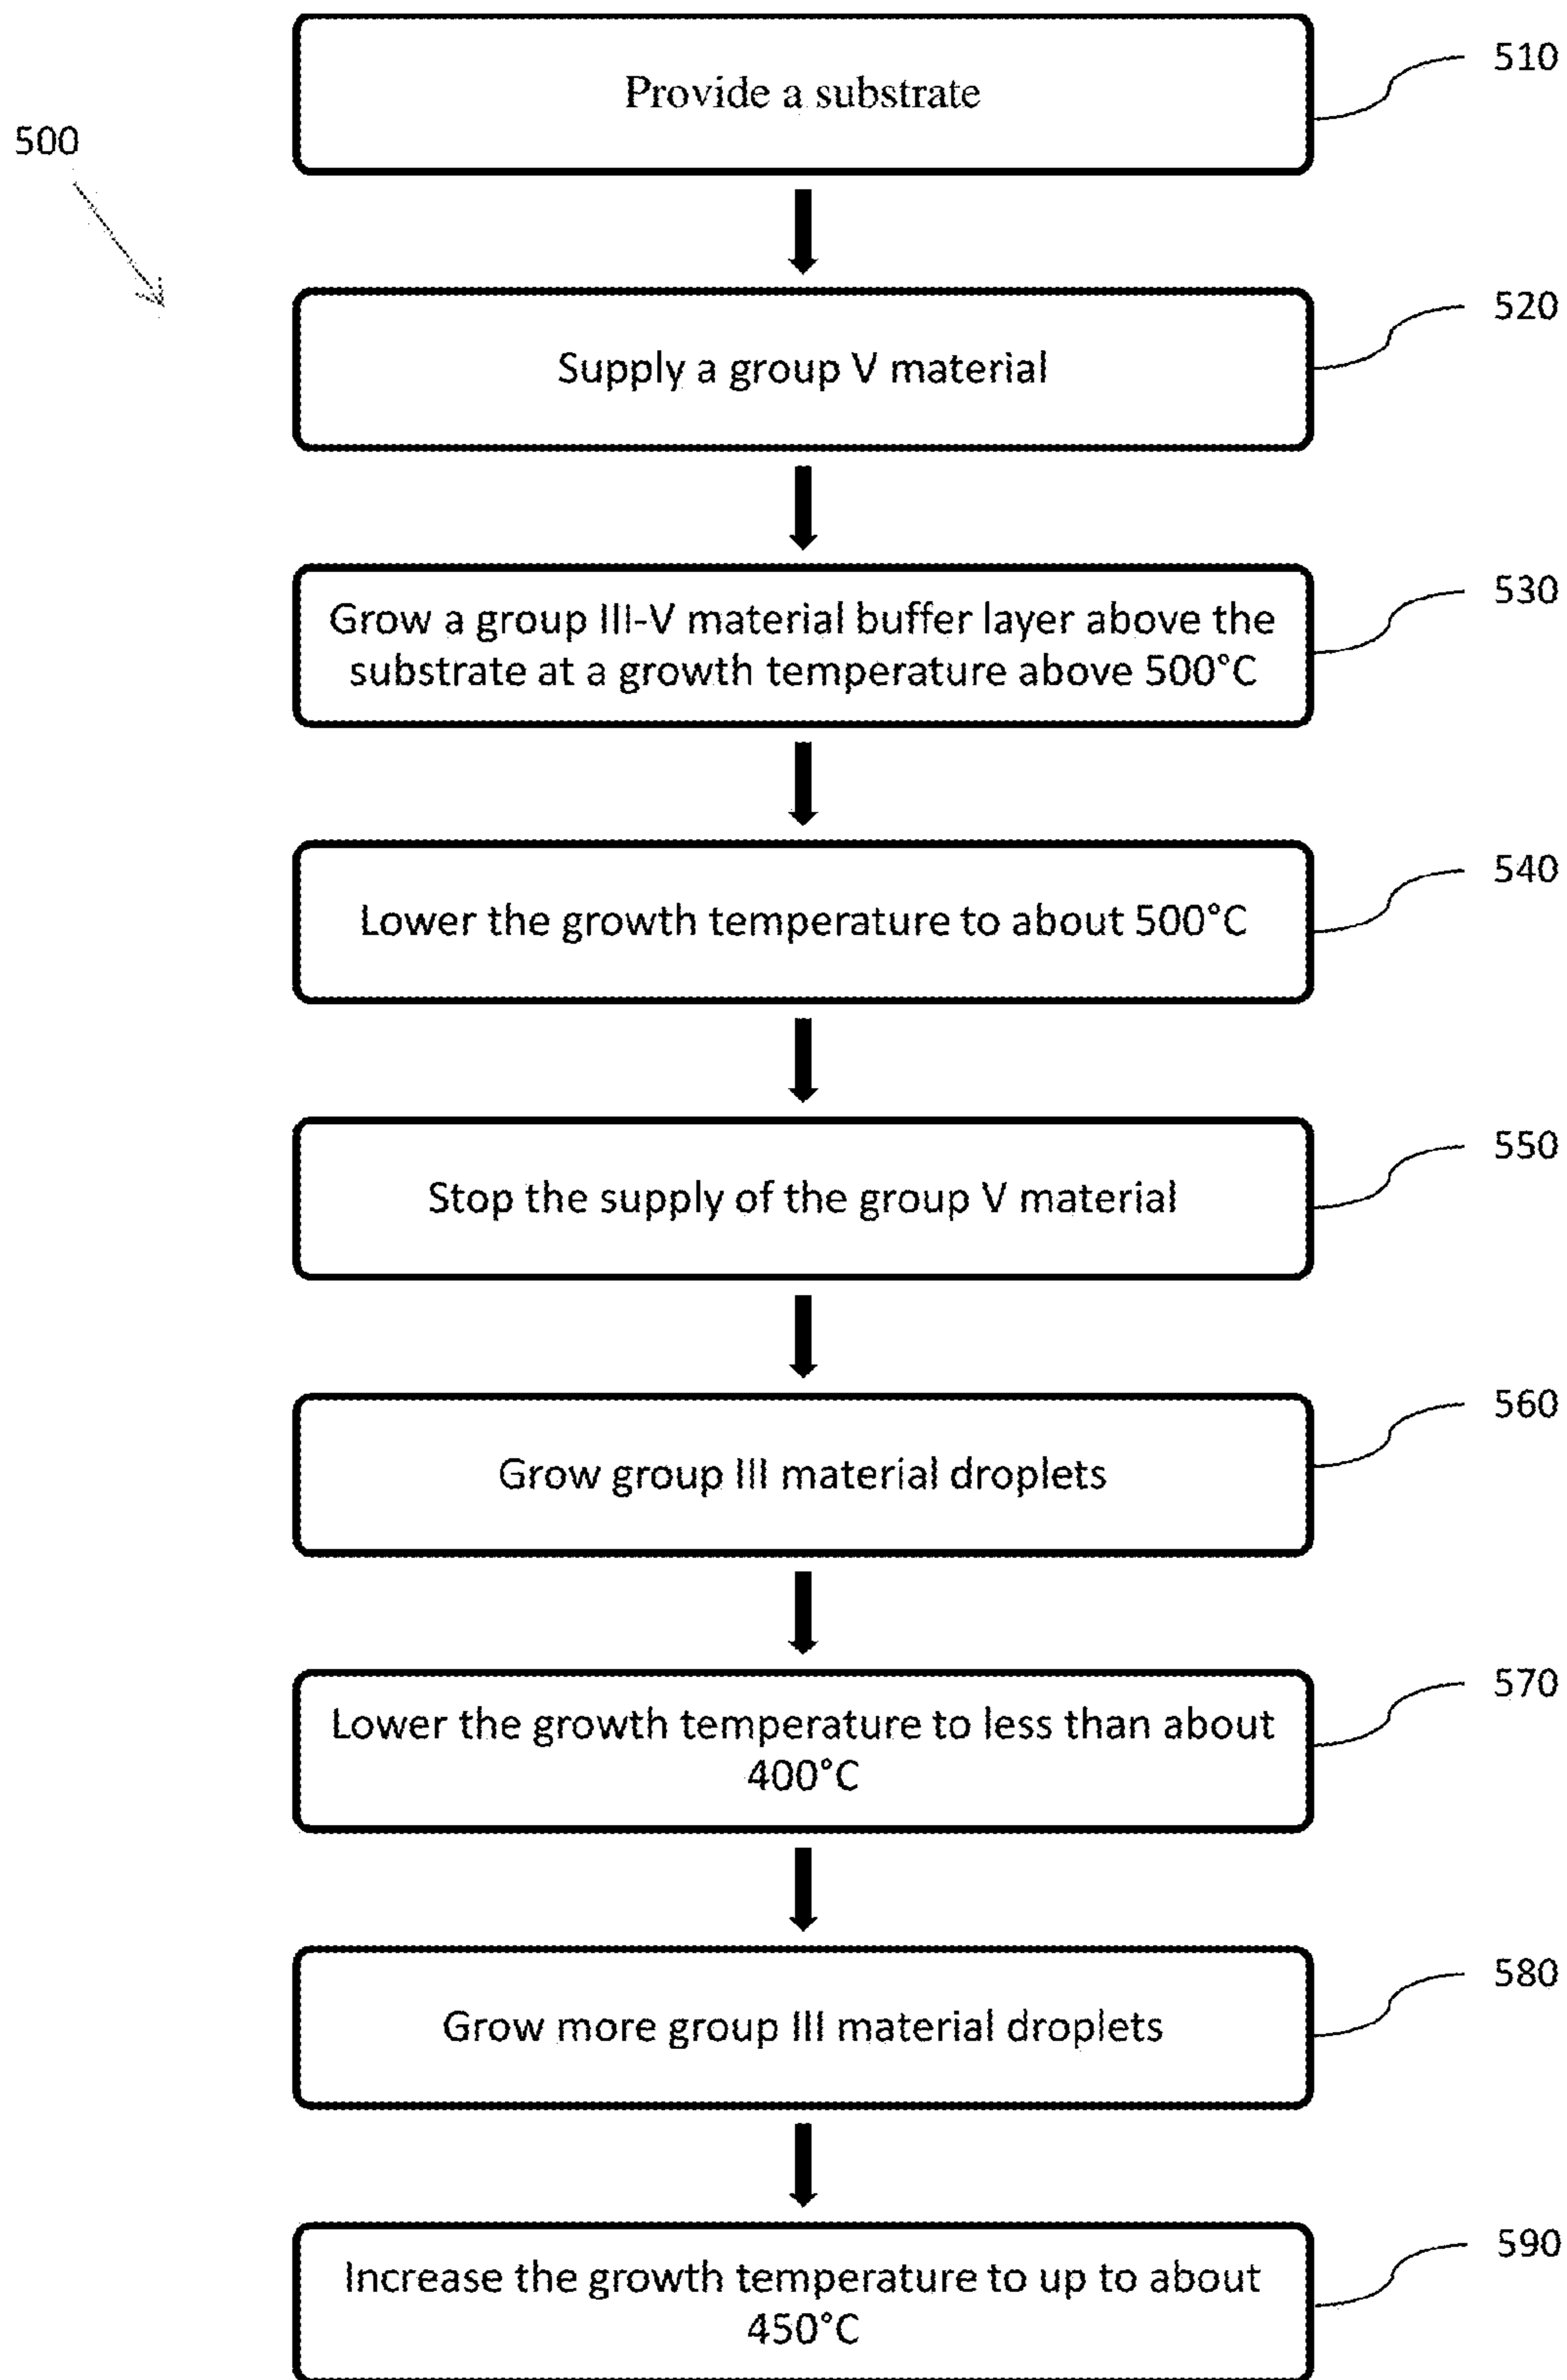 510
Provide a substrate
500
520
Supply a group V material
530
Grow a group III-V material buffer layer above the
substrate at a growth temperature above 500°C
540
Lower the growth temperature to about 500°C
550
Stop the supply of the group V material
560
Grow group III material droplets
570
Lower the growth temperature to less than about
400°C
580
Grow more group III material droplets
590
Increase the growth temperature to up to about
450°C